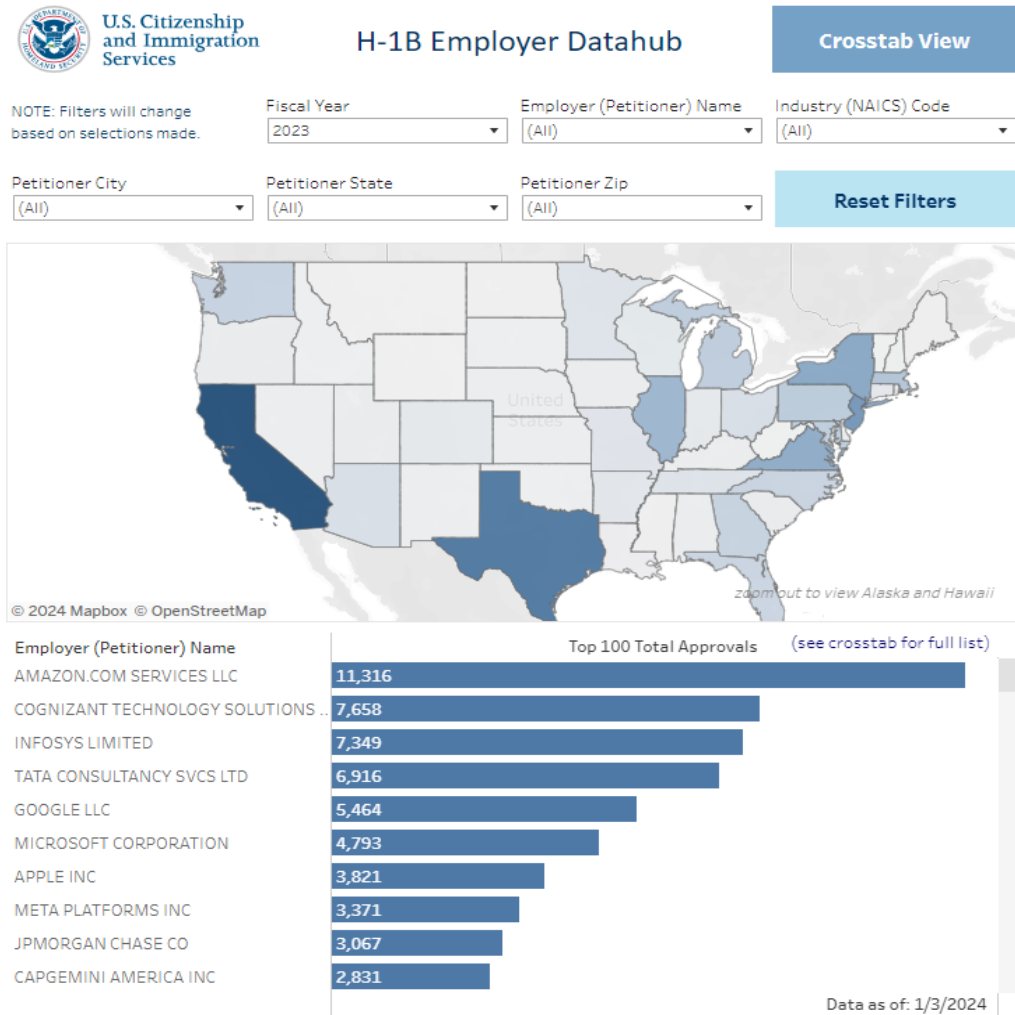 U.S. Citizenship
and Immigration
Services
H-1B Employer Datahub
Crosstab View
NOTE: Filters will change
based on selections made.
Fiscal Year
2023
Employer (Petitioner) Name
(All)
Industry (NAICS) Code
(All)
Petitioner City
(All)
Petitioner State
(All)
Petitioner Zip
(All)
Reset Filters
United
States
zoom out to view Alaska and Hawaii
© 2024 Mapbox © OpenStreetMap
Employer (Petitioner) Name Top 100 Total Approvals (see crosstab for full list)
AMAZON.COM SERVICES LLC 11,316
COGNIZANT TECHNOLOGY SOLUTIONS .. 7,658
INFOSYS LIMITED 7,349
TATA CONSULTANCY SVCS LTD 6,916
GOOGLE LLC 5,464
MICROSOFT CORPORATION 4,793
APPLE INC 3,821
META PLATFORMS INC 3,371
JPMORGAN CHASE CO 3,067
CAPGEMINI AMERICA INC 2,831
Data as of: 1/3/2024